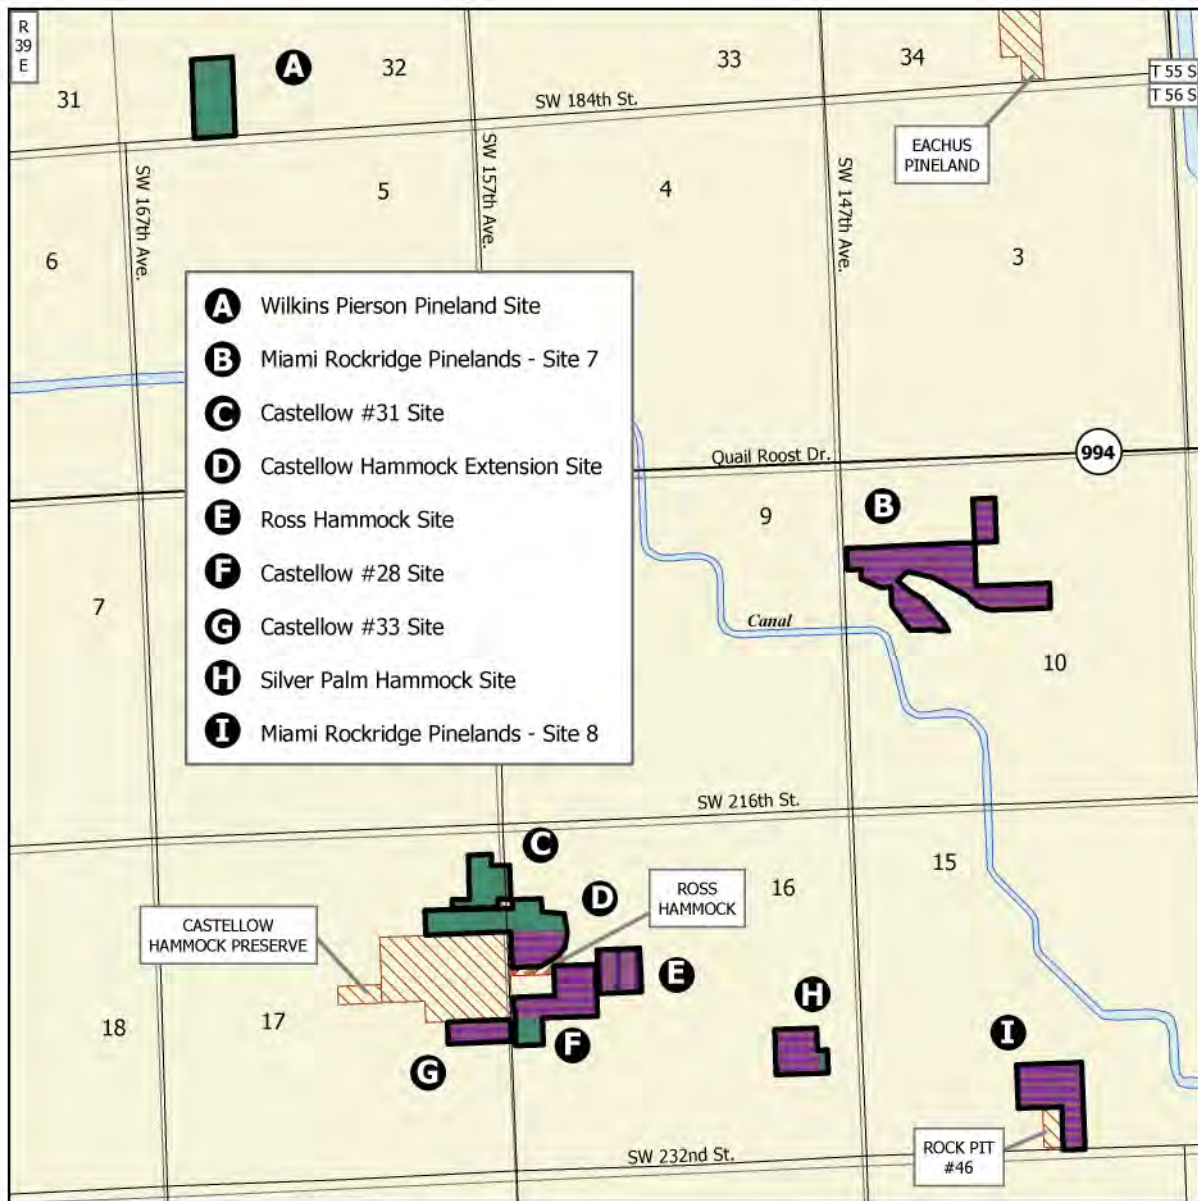 R
39
E
31
A
32
33
34
SW 184th St.
T 55 S
T 56 S
EACHUS
PINELAND
SW 167th Ave.
SW 157th Ave.
SW 147th Ave.
6
5
4
3
A Wilkins Pierson Pineland Site
B Miami Rockridge Pinelands - Site 7
C Castellow #31 Site
D Castellow Hammock Extension Site
E Ross Hammock Site
F Castellow #28 Site
G Castellow #33 Site
H Silver Palm Hammock Site
I Miami Rockridge Pinelands - Site 8
Quail Roost Dr.
994
B
9
7
Canal
10
SW 216th St.
C
D
ROSS
HAMMOCK
16
15
CASTELLOW
HAMMOCK PRESERVE
E
H
18
17
F
G
I
ROCK PIT
#46
SW 232nd St.